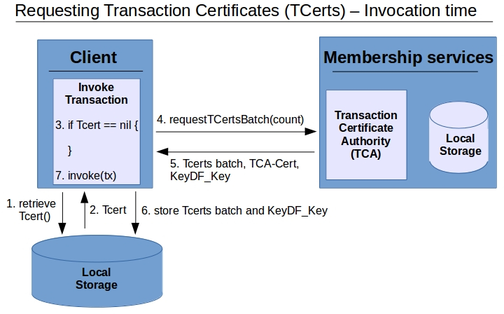 Requesting Transaction Certificates (TCerts) – Invocation time
Client
Membership services
Invoke
Transaction
3. if Tcert == nil {
}
7. invoke(tx)
4. requestTCertsBatch(count)
5. Tcerts batch, TCA-Cert,
KeyDF_Key
Transaction
Certificate
Authority
(TCA)
Local
Storage
1. retrieve
Tcert()
2. Tcert
6. store Tcerts batch and KeyDF_Key
Local
Storage